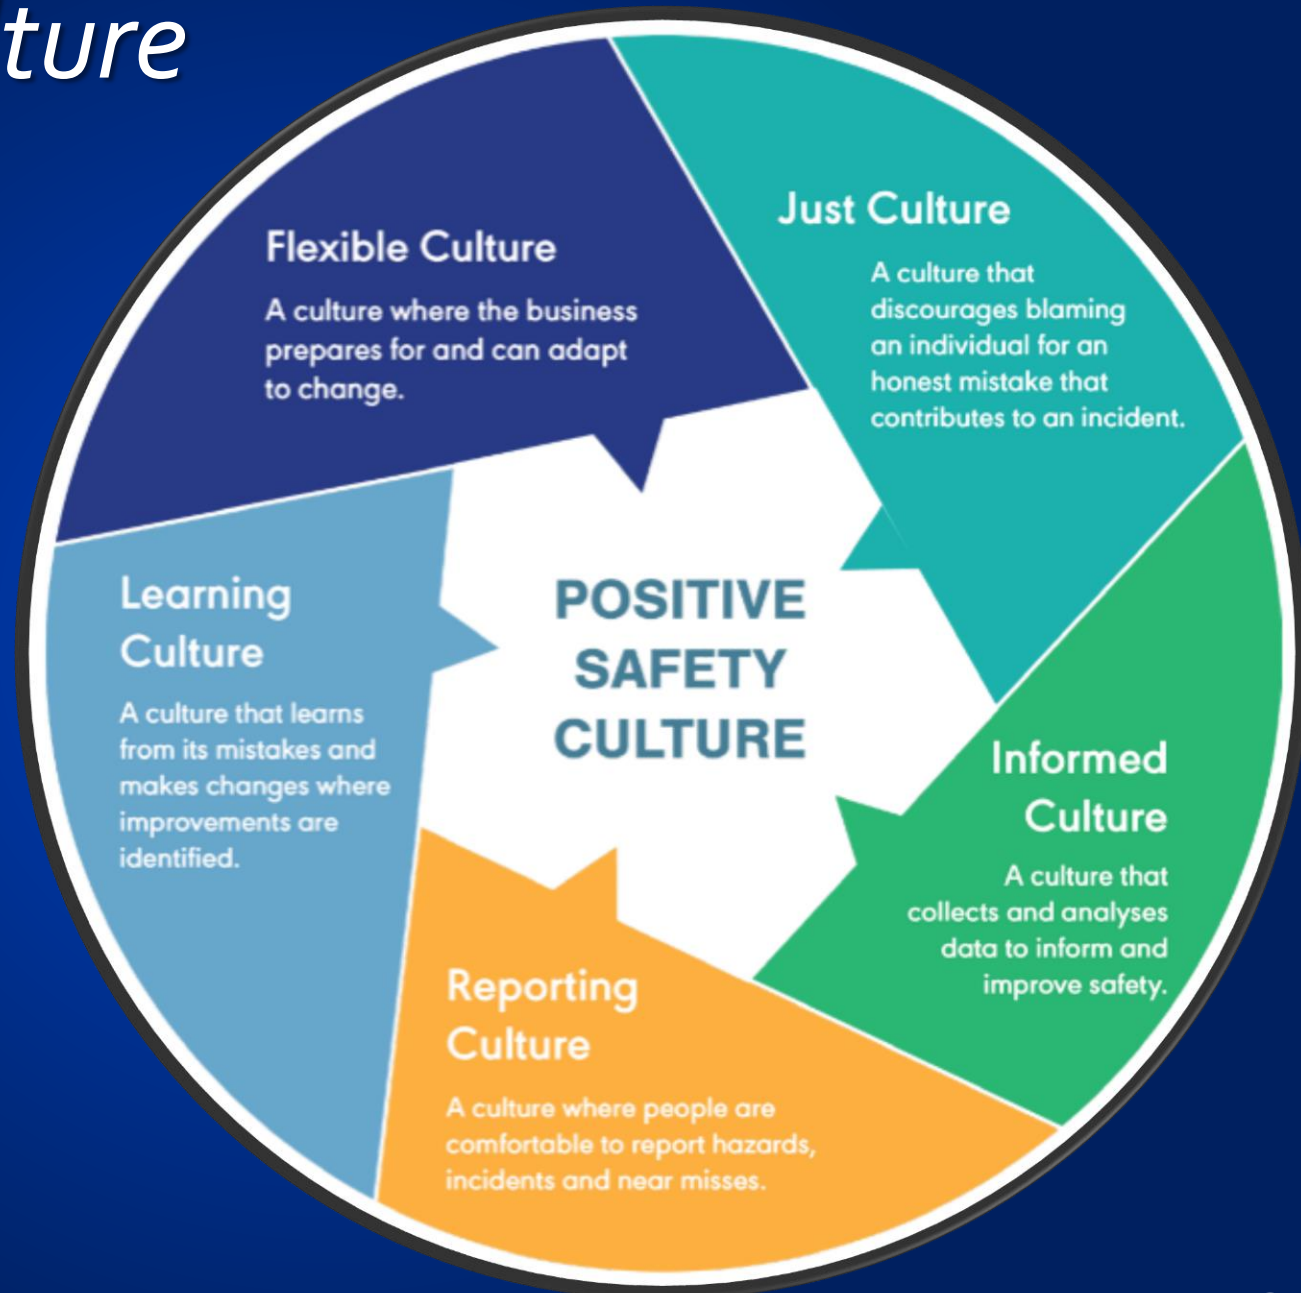 ture
Flexible Culture
A culture where the business
prepares for and can adapt
to change.
Just Culture
A culture that
discourages blaming
an individual for an
honest mistake that
contributes to an incident.
Informed
Culture
A culture that
collects and analyses
data to inform and
improve safety.
Reporting
Culture
A culture where people are
comfortable to report hazards,
incidents and near misses.
Learning
Culture
A culture that learns
from its mistakes and
makes changes where
improvements are
identified.
POSITIVE
SAFETY
CULTURE